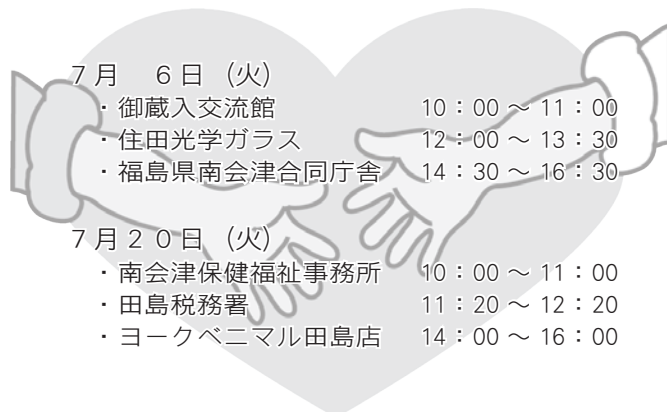 ７月　６日（火）
・御蔵入交流館　10：00～11：00
・住田光学ガラス　12：00～13：30
・福島県南会津合同庁舎　14：30～16：30
７月２０日（火）
・南会津保健福祉事務所　10：00～11：00
・田島税務署　11：20～12：20
・ヨークベニマル田島店　14：00～16：00